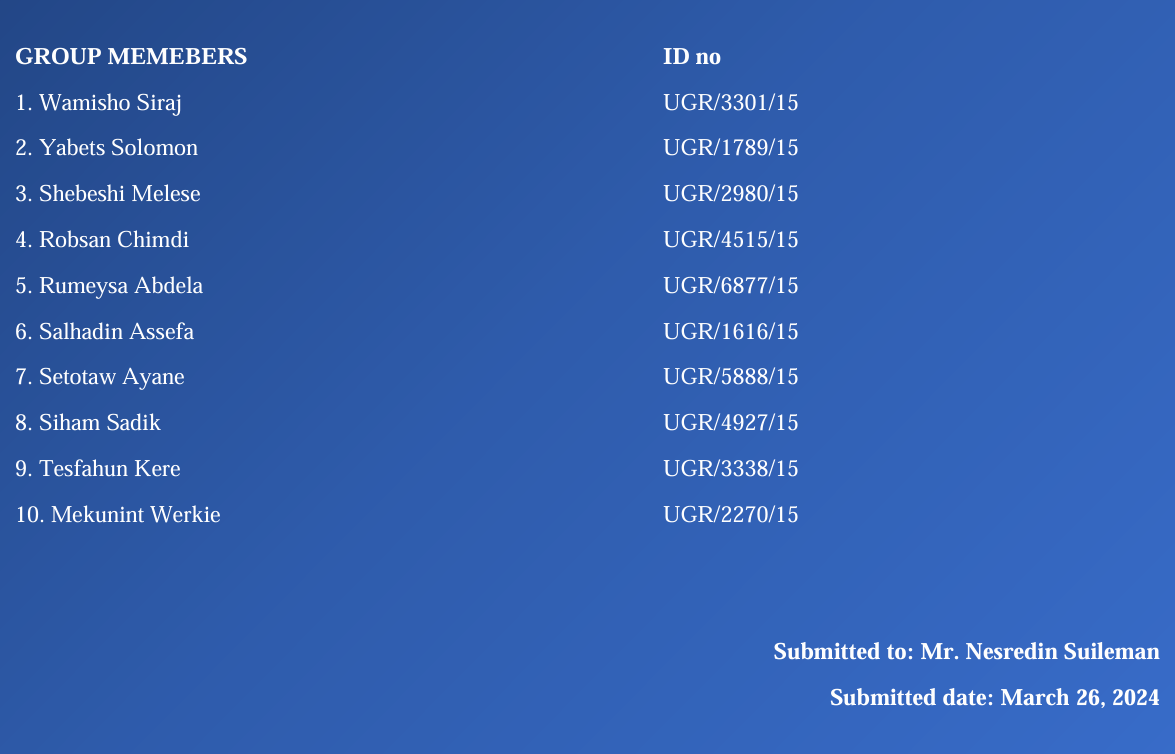 GROUP MEMEBERS ID no
1. Wamisho Siraj UGR/3301/15
2. Yabets Solomon UGR/1789/15
3. Shebeshi Melese UGR/2980/15
4. Robsan Chimdi UGR/4515/15
5. Rumeysa Abdela UGR/6877/15
6. Salhadin Assefa UGR/1616/15
7. Setotaw Ayane UGR/5888/15
8. Siham Sadik UGR/4927/15
9. Tesfahun Kere UGR/3338/15
10. Mekunint Werkie UGR/2270/15
Submitted to: Mr. Nesredin Suileman
Submitted date: March 26, 2024